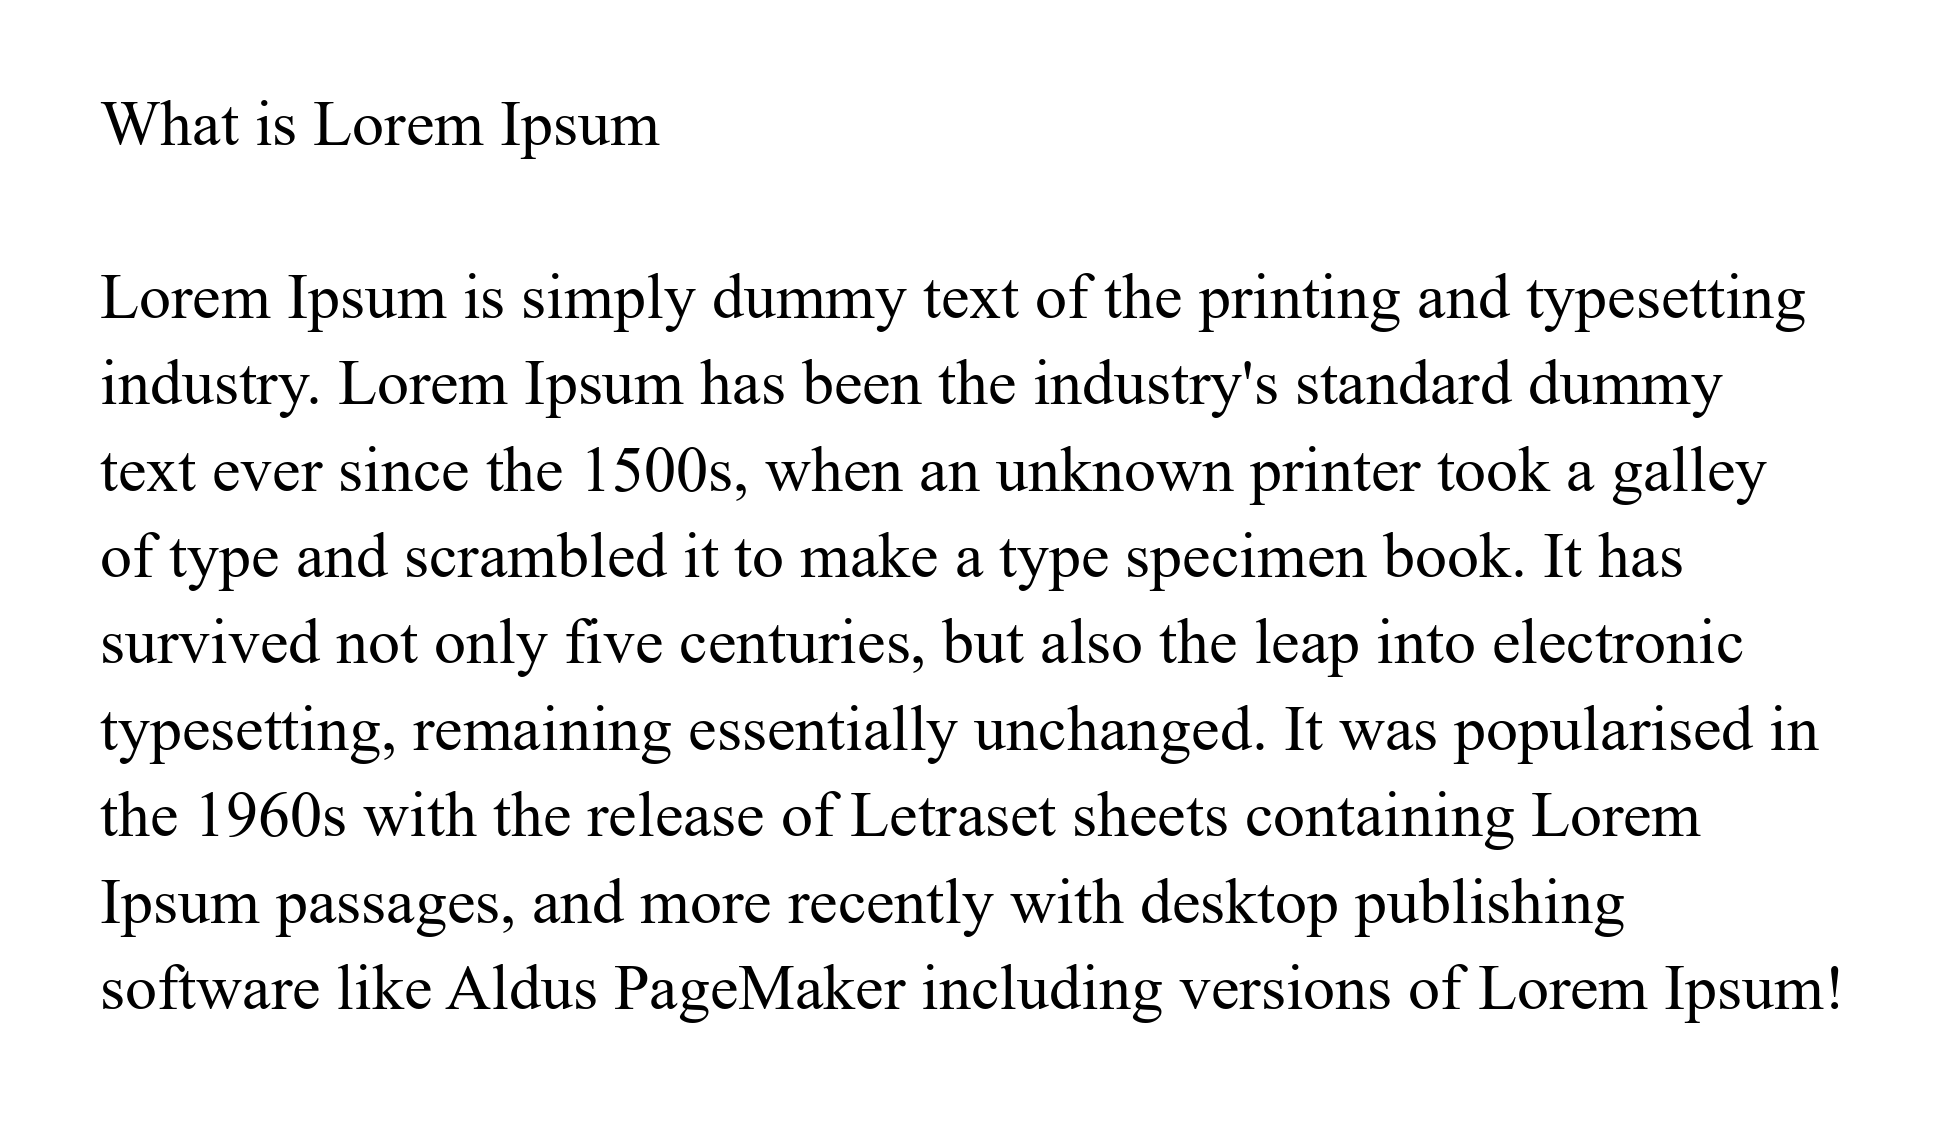 What is Lorem Ipsum
Lorem Ipsum is simply dummy text of the printing and typesetting
industry. Lorem Ipsum has been the industry's standard dummy
text ever since the 1500s, when an unknown printer took a galley
of type and scrambled it to make a type specimen book. It has
survived not only five centuries, but also the leap into electronic
typesetting, remaining essentially unchanged. It was popularised in
the 1960s with the release of Letraset sheets containing Lorem
Ipsum passages, and more recently with desktop publishing
software like Aldus PageMaker including versions of Lorem Ipsum!